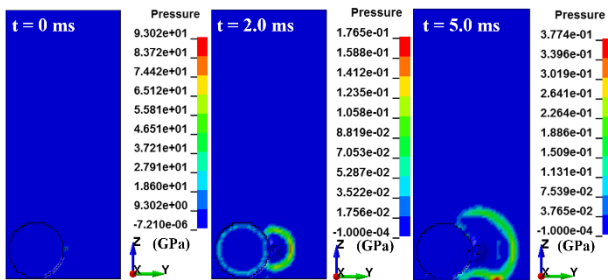 t = 0 ms
Pressure
9.302e+01
8.372e+01
7.442e+01
6.512e+01
5.581e+01
4.651e+01
3.721e+01
2.791e+01
1.860e+01
9.302e+00
-7.210e-06
(GPa)
Z
X
Y
t = 2.0 ms
Pressure
1.765e-01
1.588e-01
1.412e-01
1.235e-01
1.058e-01
8.819e-02
7.053e-02
5.287e-02
3.522e-02
1.756e-02
-1.000e-04
(GPa)
Z
X
Y
t = 5.0 ms
Pressure
3.774e-01
3.396e-01
3.019e-01
2.641e-01
2.264e-01
1.886e-01
1.509e-01
1.131e-01
7.539e-02
3.765e-02
-1.000e-04
(GPa)
Z
X
Y